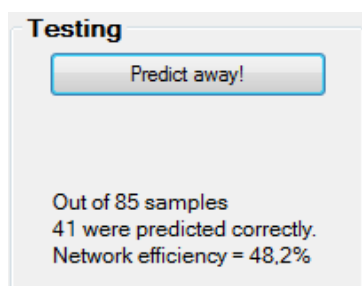 Testing
Predict away!
Out of 85 samples
41 were predicted correctly.
Network efficiency = 48,2%